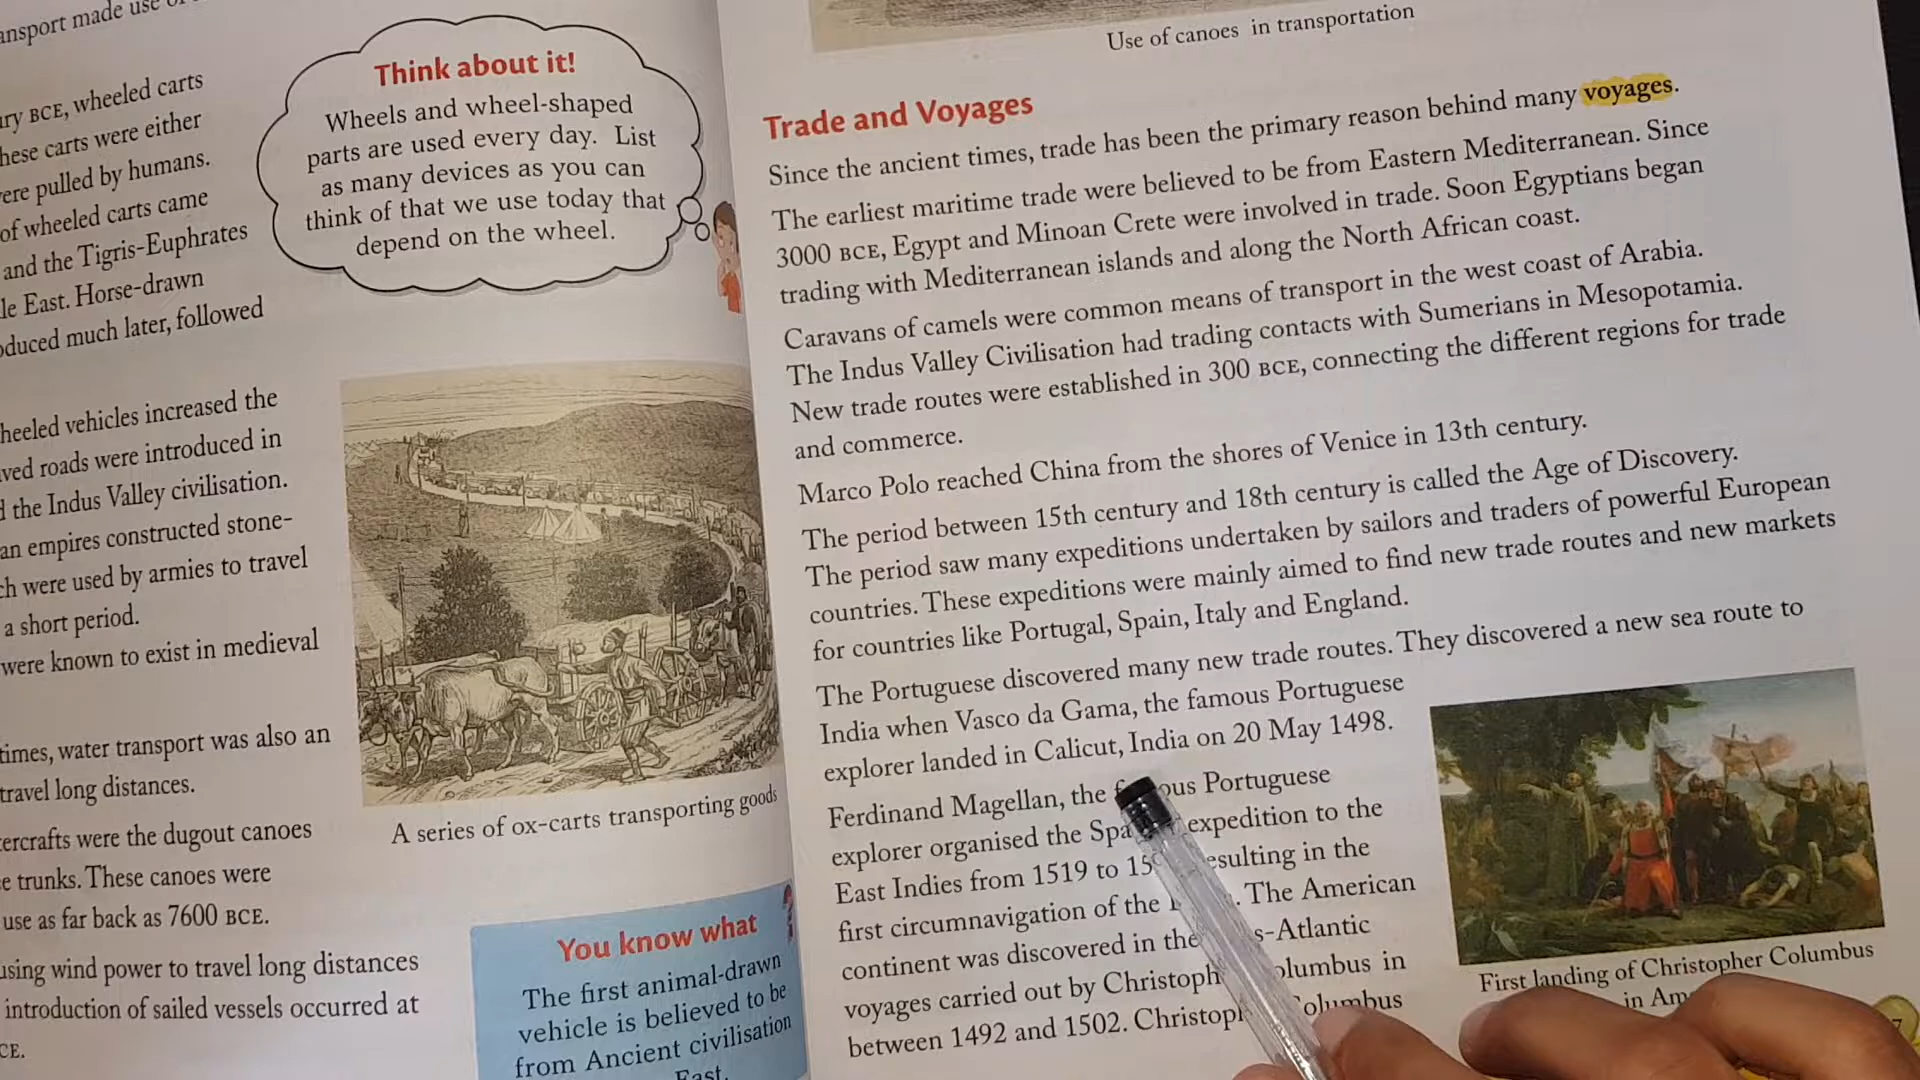 ansport made use
ry BCE, wheeled carts
hese carts were either
ere pulled by humans.
of wheeled carts came
and the Tigris-Euphrates
le East. Horse-drawn
oduced much later, followed
heeled vehicles increased the
ved roads were introduced in
d the Indus Valley civilisation.
an empires constructed stone-
ch were used by armies to travel
a short period.
were known to exist in medieval
times, water transport was also an
travel long distances.
ercrafts were the dugout canoes
e trunks. These canoes were
use as far back as 7600 BCE.
using wind power to travel long distances
introduction of sailed vessels occurred at
CE.
Think about it!
Wheels and wheel-shaped
parts are used every day. List
as many devices as you can
think of that we use today that
depend on the wheel.
A series of ox-carts transporting goods
You know what
The first animal-drawn
vehicle is believed to be
from Ancient civilisation
East.
Use of canoes in transportation
Trade and Voyages
Since the ancient times, trade has been the primary reason behind many voyages.
The earliest maritime trade were believed to be from Eastern Mediterranean. Since
3000 BCE, Egypt and Minoan Crete were involved in trade. Soon Egyptians began
trading with Mediterranean islands and along the North African coast.
Caravans of camels were common means of transport in the west coast of Arabia.
The Indus Valley Civilisation had trading contacts with Sumerians in Mesopotamia.
New trade routes were established in 300 BCE, connecting the different regions for trade
and commerce.
Marco Polo reached China from the shores of Venice in 13th century.
The period between 15th century and 18th century is called the Age of Discovery.
The period saw many expeditions undertaken by sailors and traders of powerful European
countries. These expeditions were mainly aimed to find new trade routes and new markets
for countries like Portugal, Spain, Italy and England.
The Portuguese discovered many new trade routes. They discovered a new sea route to
India when Vasco da Gama, the famous Portuguese
explorer landed in Calicut, India on 20 May 1498.
Ferdinand Magellan, the f ous Portuguese
explorer organised the Spa expedition to the
East Indies from 1519 to 15 esulting in the
first circumnavigation of the . The American
continent was discovered in the s-Atlantic
voyages carried out by Christoph olumbus in
between 1492 and 1502. Christop olumbus
First landing of Christopher Columbus
in Am
7